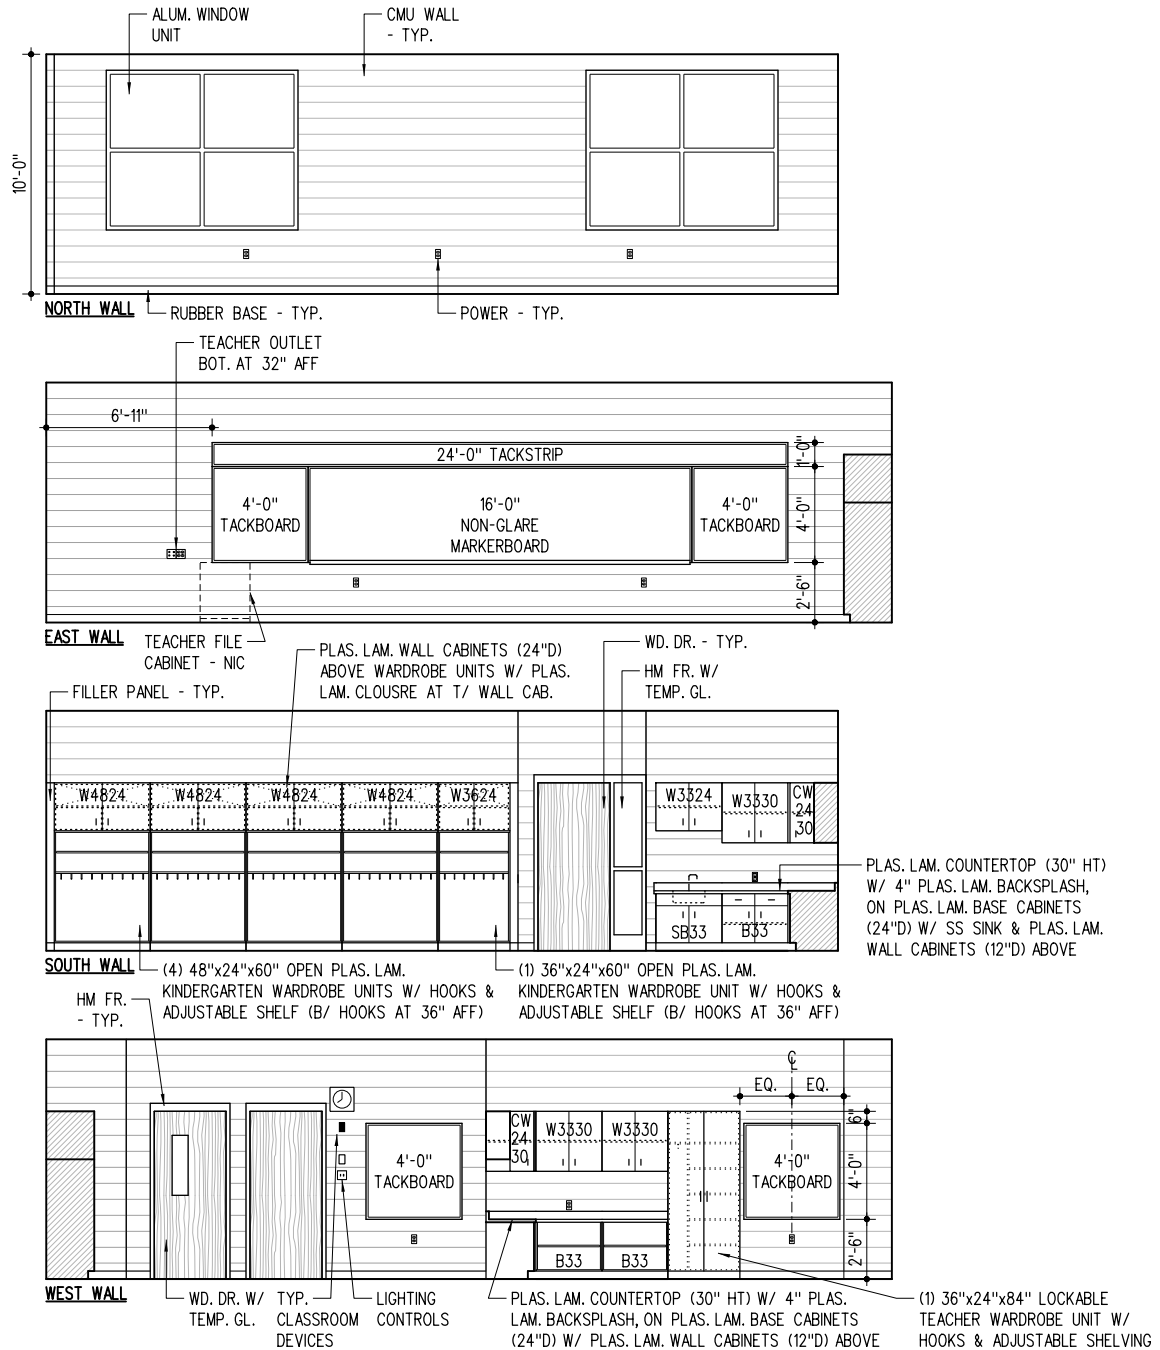 ALUM. WINDOW
UNIT
CMU WALL
- TYP.
10'-0"
NORTH WALL
RUBBER BASE - TYP.
POWER - TYP.
TEACHER OUTLET
BOT. AT 32" AFF
6'-11"
24'-0" TACKSTRIP
1'-0"
4'-0"
TACKBOARD
16'-0"
NON-GLARE
MARKERBOARD
4'-0"
TACKBOARD
4'-0"
2'-6"
EAST WALL
TEACHER FILE
CABINET - NIC
PLAS. LAM. WALL CABINETS (24"D)
ABOVE WARDROBE UNITS W/ PLAS.
LAM. CLOUSRE AT T/ WALL CAB.
WD. DR. - TYP.
HM FR. W/
TEMP. GL.
FILLER PANEL - TYP.
W4824
W4824
W4824
W4824
W3624
W3324
W3330
CW
24
30
SB33
B33
PLAS. LAM. COUNTERTOP (30" HT)
W/ 4" PLAS. LAM. BACKSPLASH,
ON PLAS. LAM. BASE CABINETS
(24"D) W/ SS SINK & PLAS. LAM.
WALL CABINETS (12"D) ABOVE
SOUTH WALL
(4) 48"x24"x60" OPEN PLAS. LAM.
KINDERGARTEN WARDROBE UNITS W/ HOOKS &
ADJUSTABLE SHELF (B/ HOOKS AT 36" AFF)
(1) 36"x24"x60" OPEN PLAS. LAM.
KINDERGARTEN WARDROBE UNIT W/ HOOKS &
ADJUSTABLE SHELF (B/ HOOKS AT 36" AFF)
HM FR.
- TYP.
CL
EQ.
EQ.
6"
CW
24
30
W3330
W3330
4'-0"
TACKBOARD
4'-0"
TACKBOARD
4'-0"
2'-6"
B33
B33
WEST WALL
WD. DR. W/
TEMP. GL.
TYP.
CLASSROOM
DEVICES
LIGHTING
CONTROLS
PLAS. LAM. COUNTERTOP (30" HT) W/ 4" PLAS.
LAM. BACKSPLASH, ON PLAS. LAM. BASE CABINETS
(24"D) W/ PLAS. LAM. WALL CABINETS (12"D) ABOVE
(1) 36"x24"x84" LOCKABLE
TEACHER WARDROBE UNIT W/
HOOKS & ADJUSTABLE SHELVING